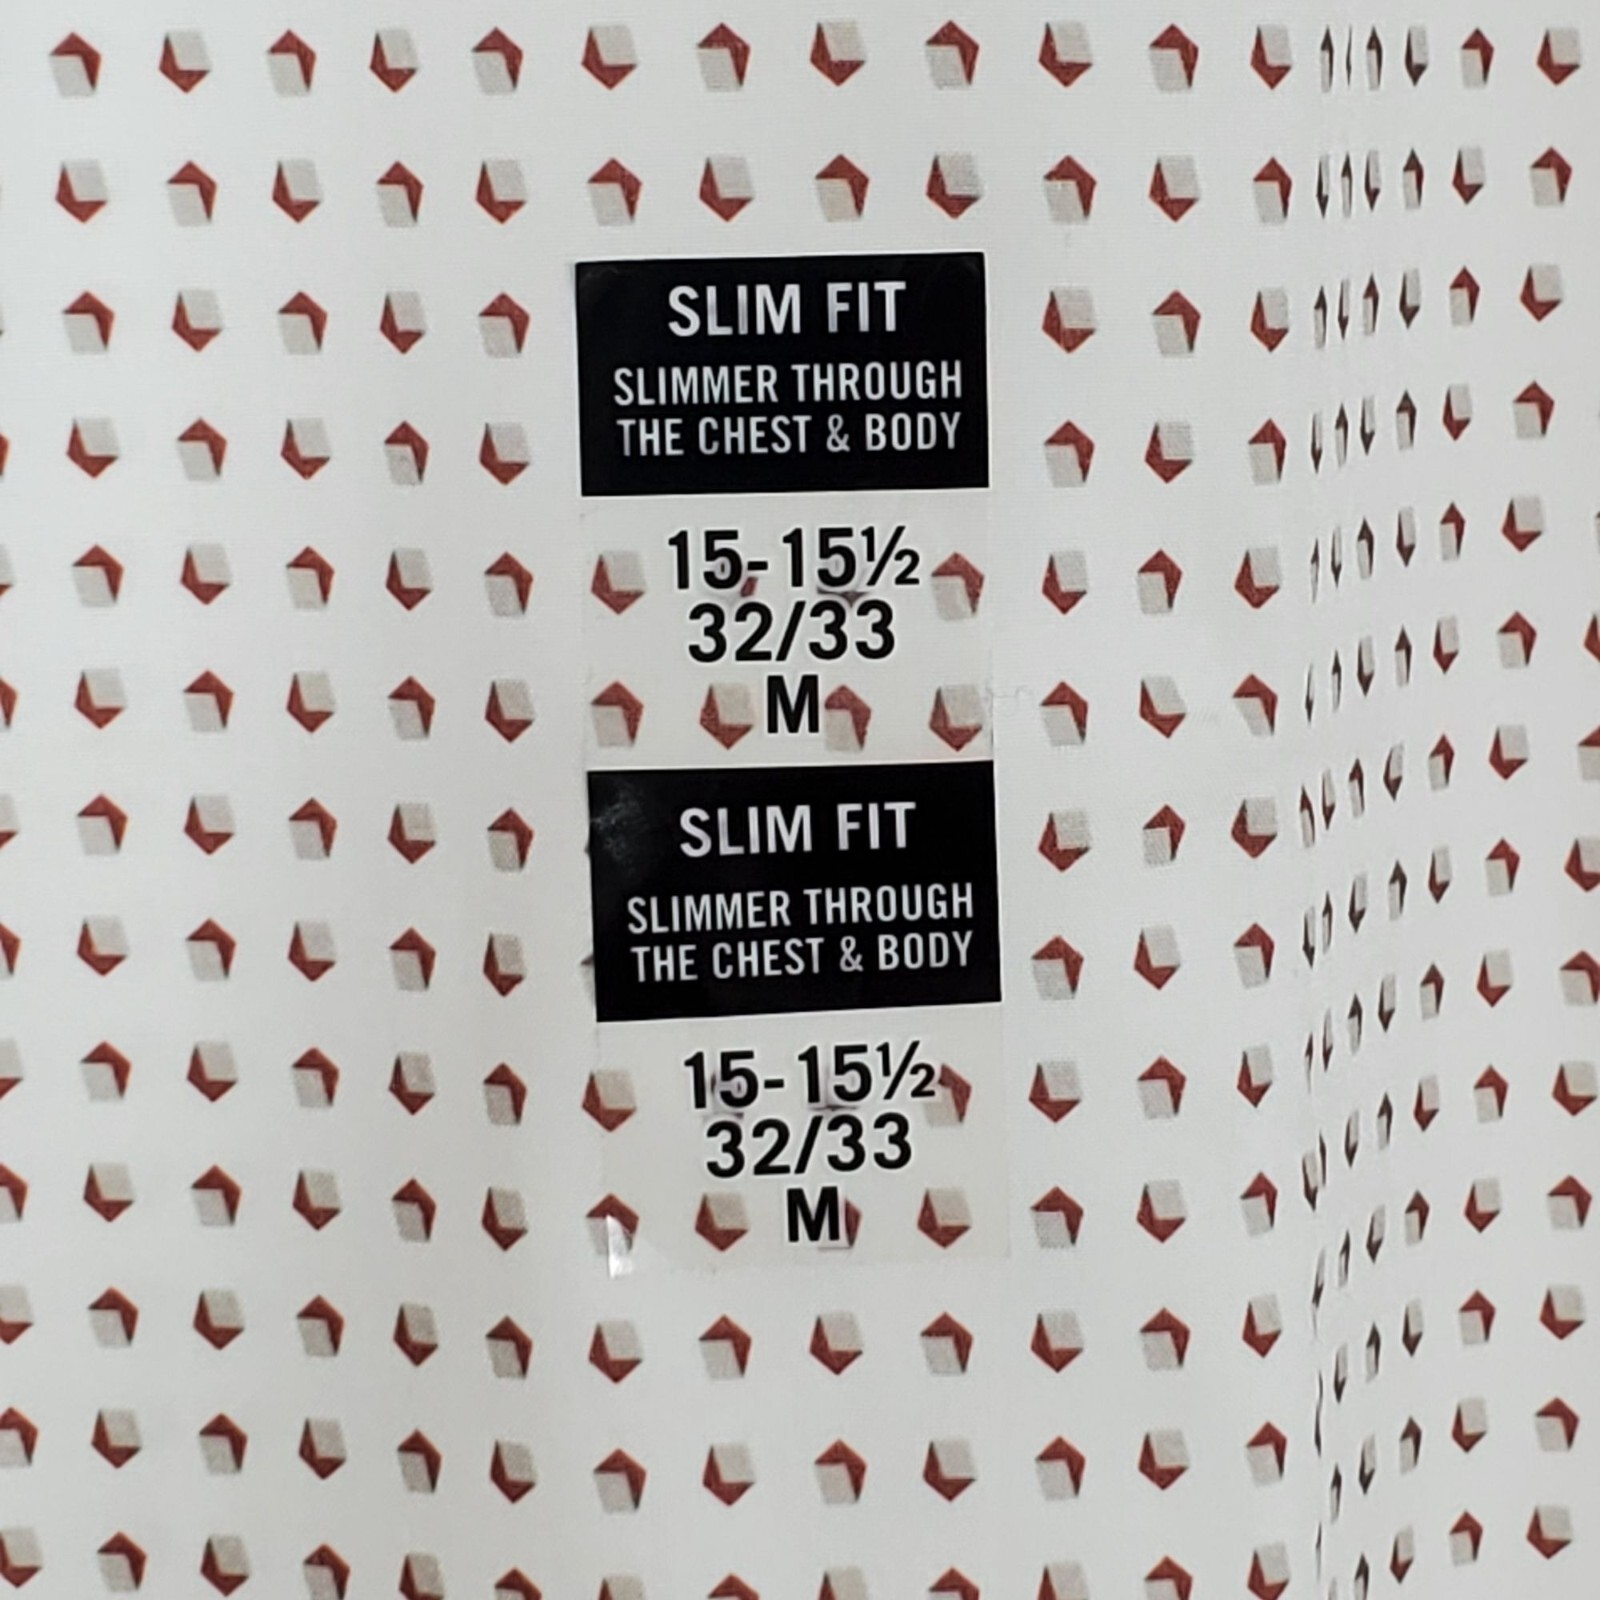 SLIM FIT
SLIMMER THROUGH
THE CHEST & BODY
15-15½
32/33
M
SLIM FIT
SLIMMER THROUGH
THE CHEST & BODY
15-15½
32/33
M